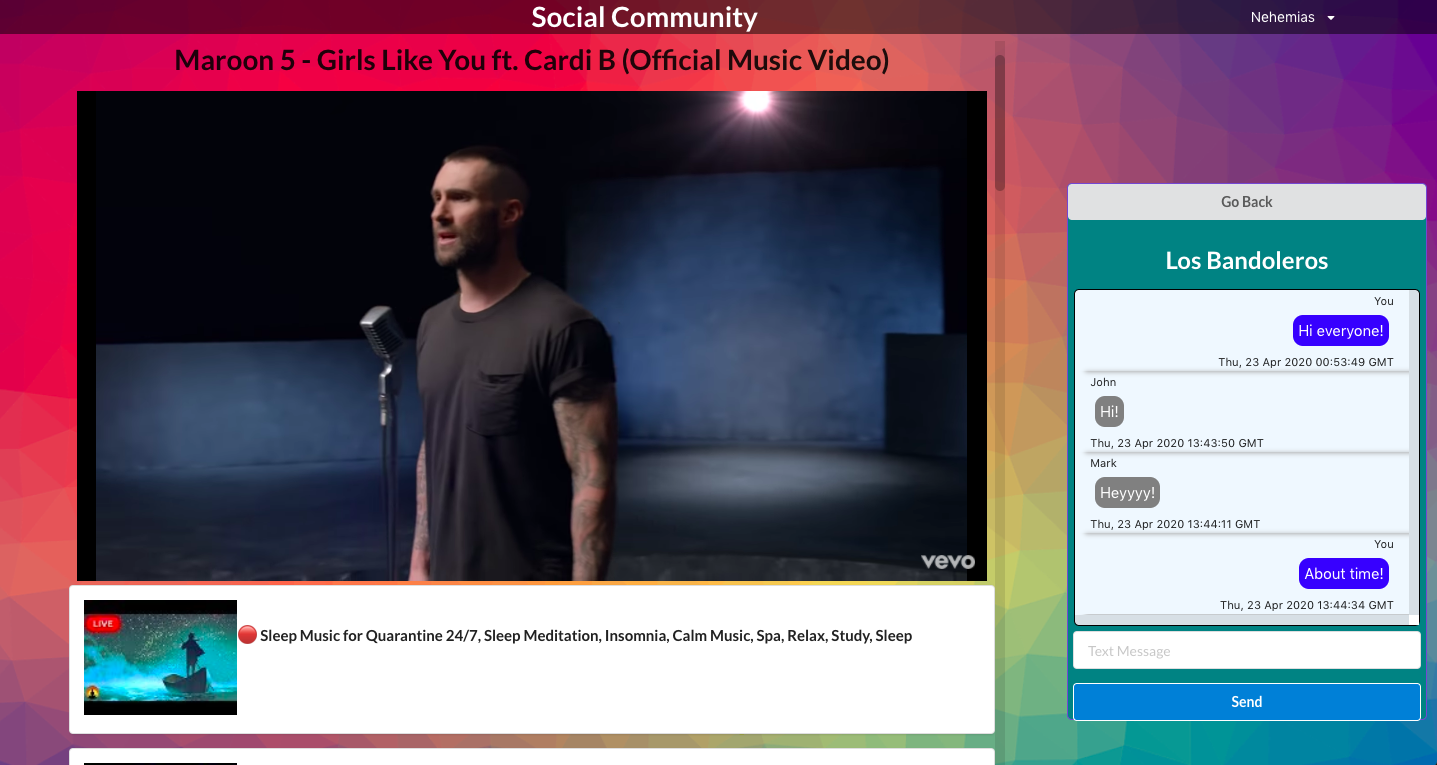 Social Community
Nehemias
Maroon 5 - Girls Like You ft. Cardi B (Official Music Video)
vevo
LIVE
Sleep Music for Quarantine 24/7, Sleep Meditation, Insomnia, Calm Music, Spa, Relax, Study, Sleep
Go Back
Los Bandoleros
You
Hi everyone!
Thu, 23 Apr 2020 00:53:49 GMT
John
Hi!
Thu, 23 Apr 2020 13:43:50 GMT
Mark
Heyyyy!
Thu, 23 Apr 2020 13:44:11 GMT
You
About time!
Thu, 23 Apr 2020 13:44:34 GMT
Text Message
Send